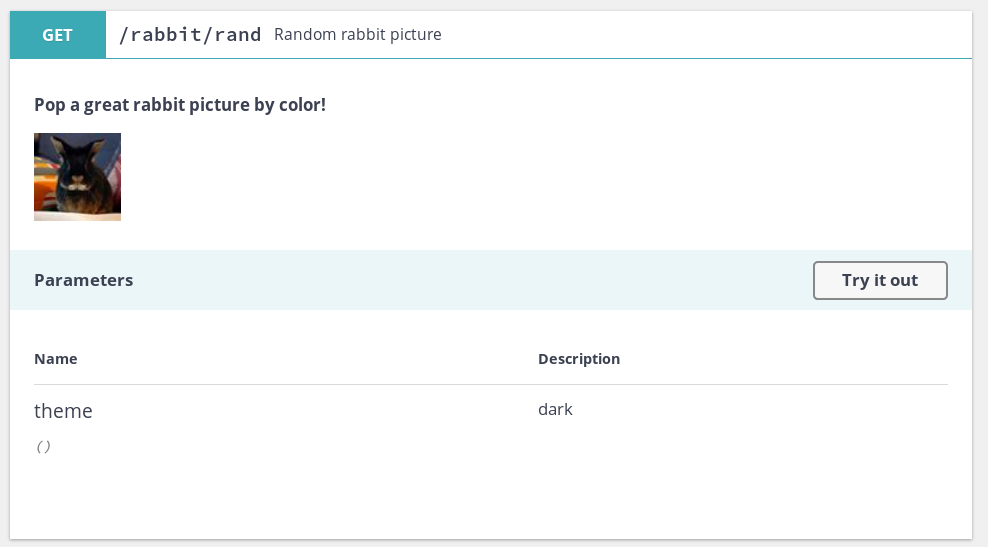 GET /rabbit/rand Random rabbit picture
Pop a great rabbit picture by color!
Parameters Try it out
Name Description
theme dark
()